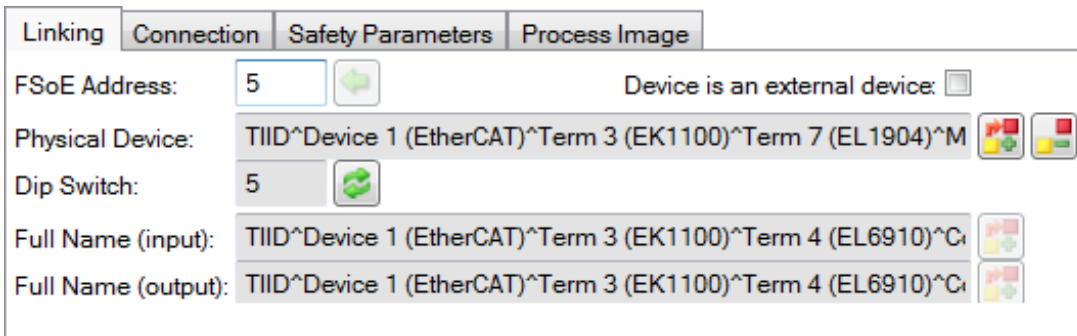 Linking Connection Safety Parameters Process Image
FSoE Address: 5 Device is an external device:
Physical Device: TIID^Device 1 (EtherCAT)^Term 3 (EK1100)^Term 7 (EL1904)^M
Dip Switch: 5
Full Name (input): TIID^Device 1 (EtherCAT)^Term 3 (EK1100)^Term 4 (EL6910)^C
Full Name (output): TIID^Device 1 (EtherCAT)^Term 3 (EK1100)^Term 4 (EL6910)^C